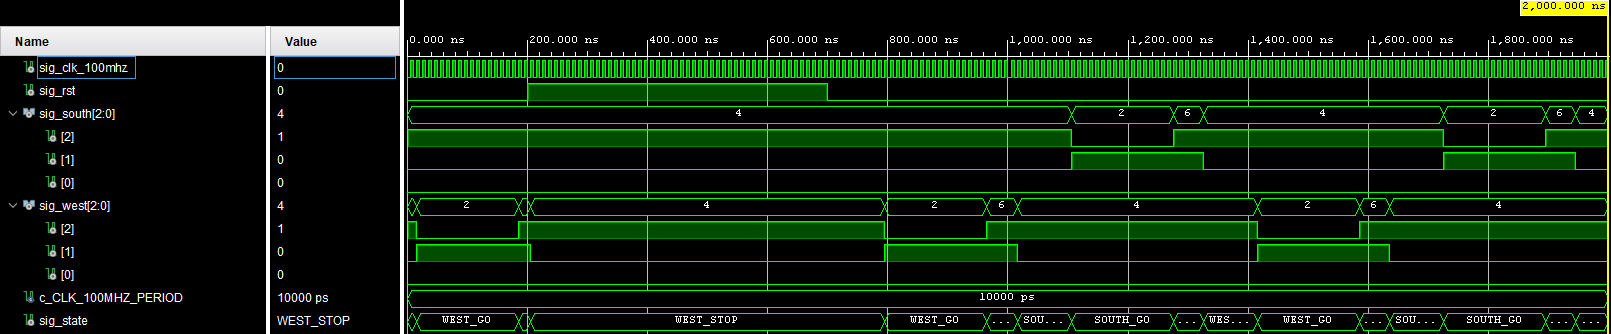 2,000.000 ns
Name Value
0.000 ns 200.000 ns 400.000 ns 600.000 ns 800.000 ns 1,000.000 ns 1,200.000 ns 1,400.000 ns 1,600.000 ns 1,800.000 ns
sig_clk_100mhz 0
sig_rst 0
sig_south[2:0] 4 4 2 6 4 2 6 4
[2] 1
[1] 0
[0] 0
sig_west[2:0] 4 2 4 2 6 4 2 6 4
[2] 1
[1] 0
[0] 0
c_CLK_100MHZ_PERIOD 10000 ps 10000 ps
sig_state WEST_STOP WEST_GO WEST_STOP WEST_GO ... SOU... SOUTH_GO ... WES... WEST_GO ... SOU... SOUTH_GO ... ...